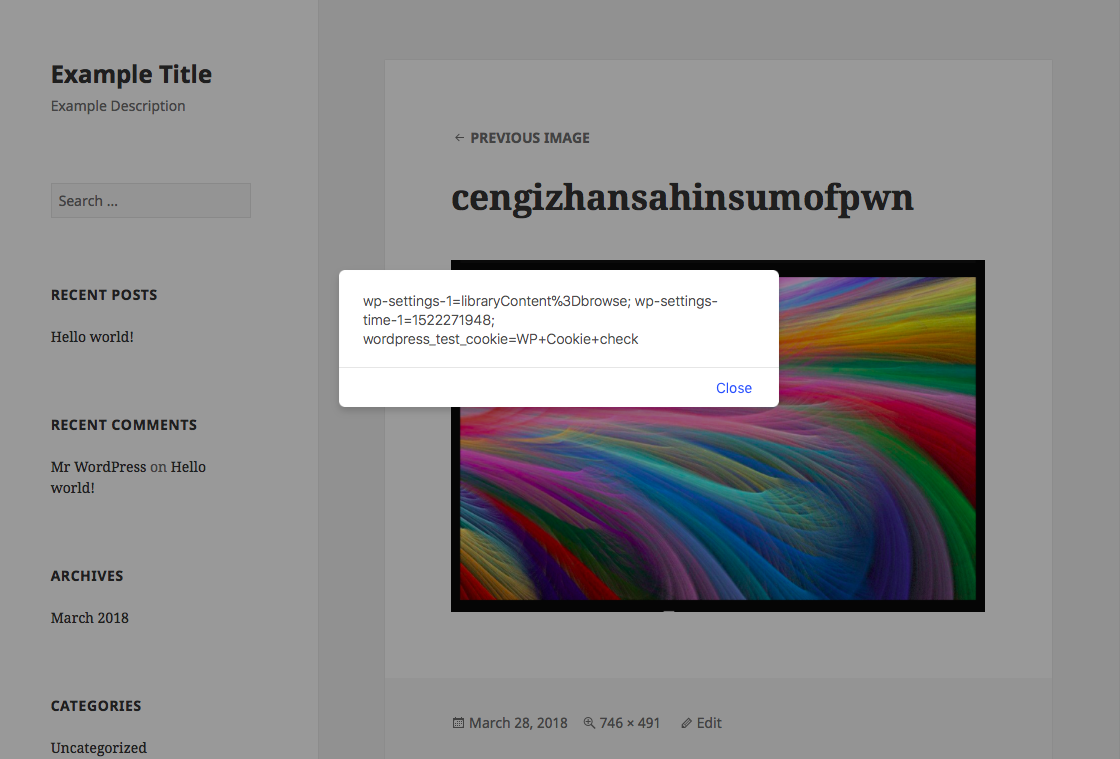 Example Title
Example Description
Search ...
RECENT POSTS
Hello world!
RECENT COMMENTS
Mr WordPress on Hello
world!
ARCHIVES
March 2018
CATEGORIES
Uncategorized
← PREVIOUS IMAGE
cengizhansahinsumofpwn
wp-settings-1=libraryContent%3Dbrowse; wp-settings-
time-1=1522271948;
wordpress_test_cookie=WP+Cookie+check
Close
March 28, 2018 746 × 491 Edit